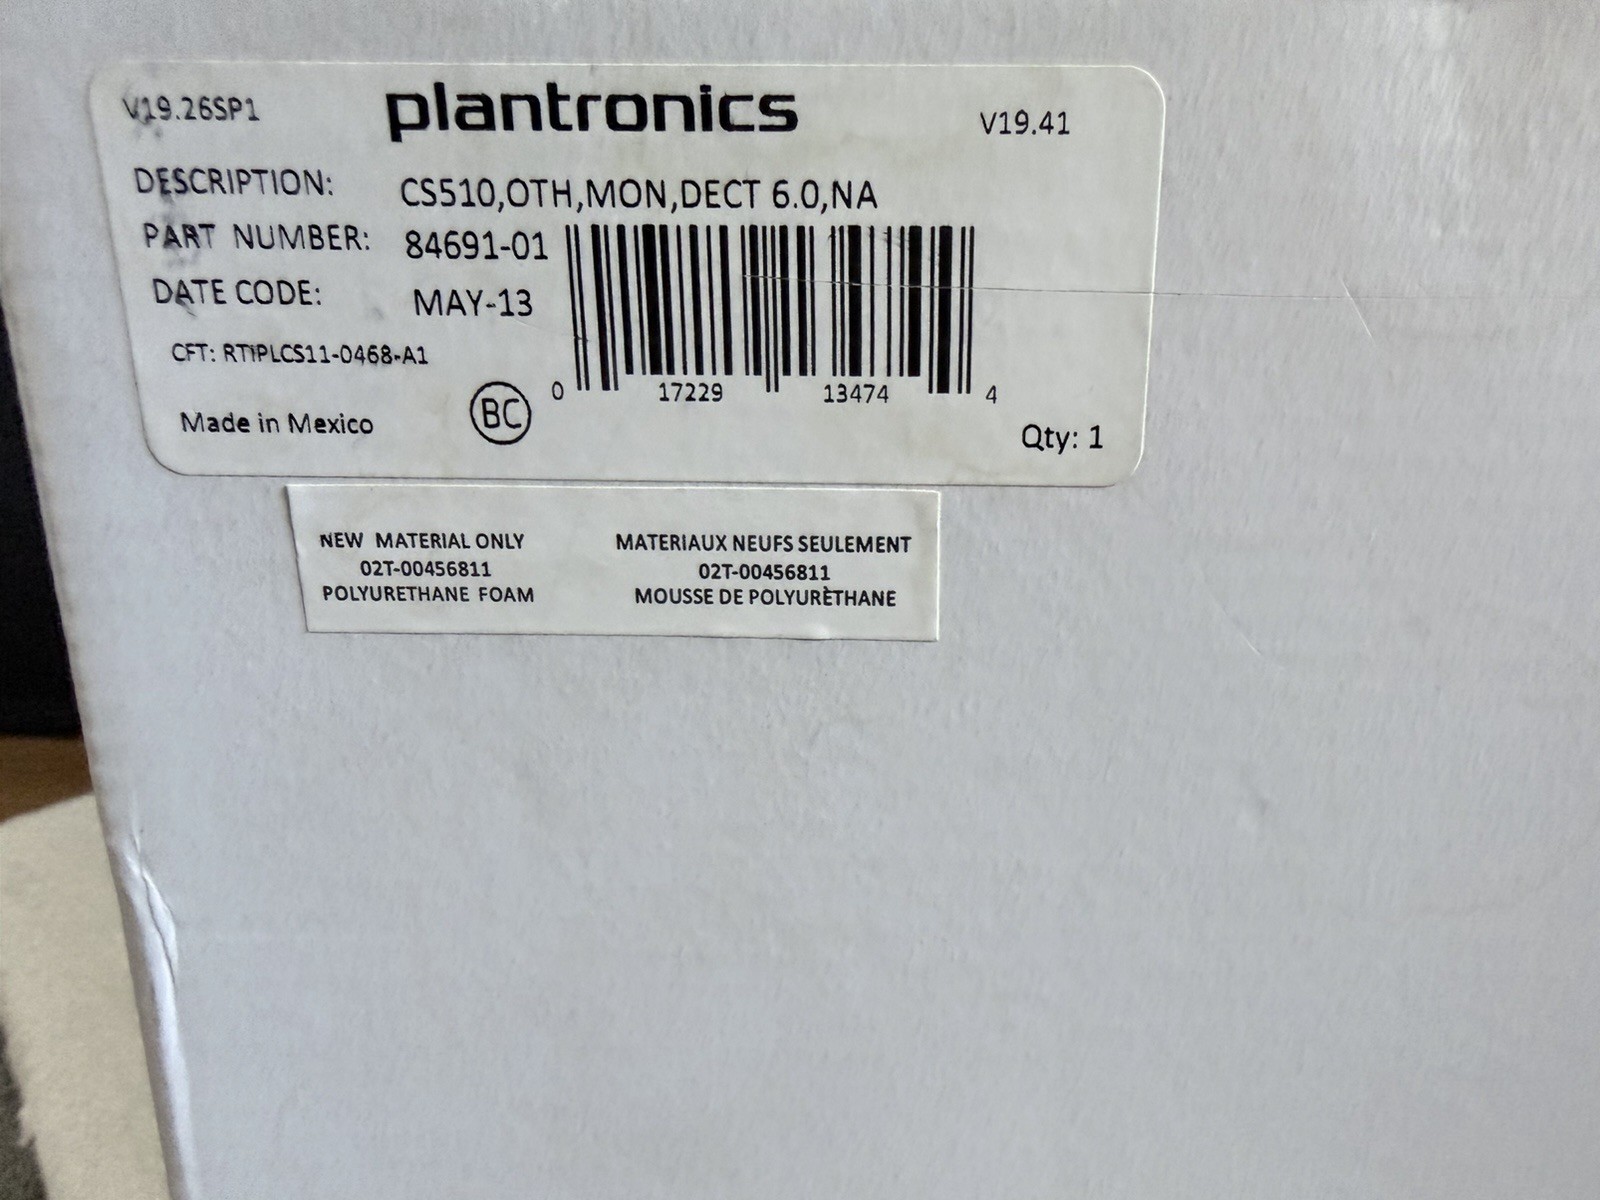 V19.26SP1
plantronics
V19.41
DESCRIPTION: CS510,OTH,MON,DECT 6.0,NA
PART NUMBER: 84691-01
DATE CODE: MAY-13
CFT: RTIPLCS11-0468-A1
0 17229 13474 4
Made in Mexico
BC
Qty: 1
NEW MATERIAL ONLY
02T-00456811
POLYURETHANE FOAM
MATERIAUX NEUFS SEULEMENT
02T-00456811
MOUSSE DE POLYURÈTHANE